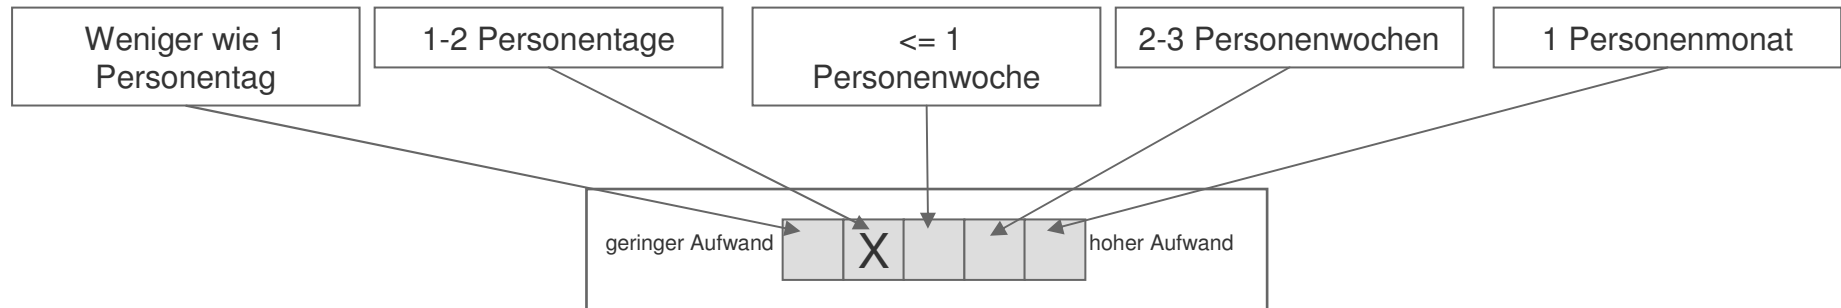 Weniger wie 1
Personentag
1-2 Personentage
<= 1
Personenwoche
2-3 Personenwochen
1 Personenmonat
geringer Aufwand
X
hoher Aufwand